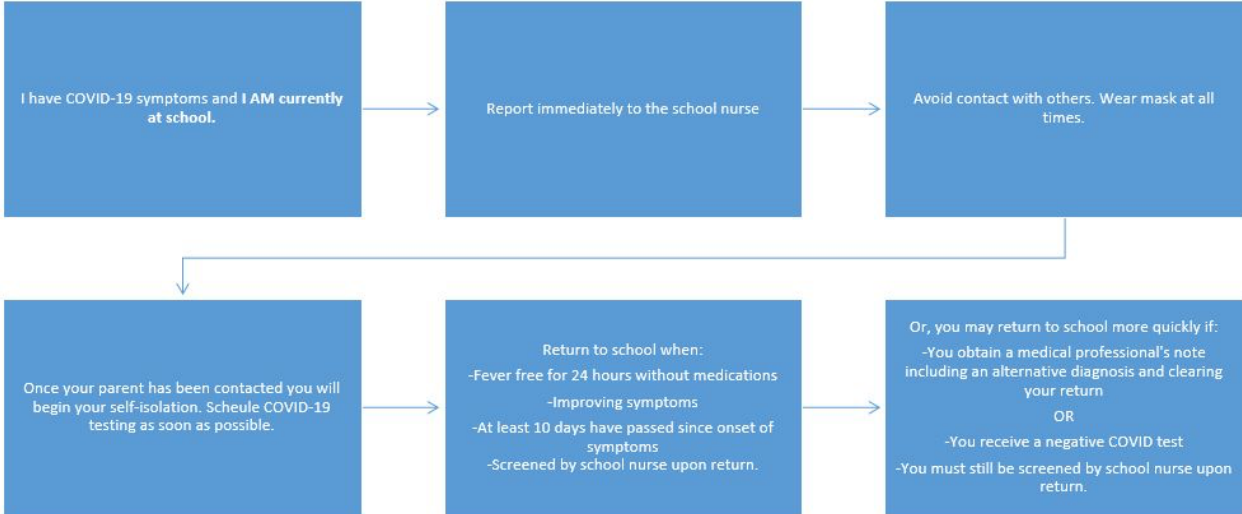 I have COVID-19 symptoms and I AM currently
at school.
Report immediately to the school nurse
Avoid contact with others. Wear mask at all
times.
Once your parent has been contacted you will
begin your self-isolation. Scheule COVID-19
testing as soon as possible.
Return to school when:
-Fever free for 24 hours without medications
-Improving symptoms
-At least 10 days have passed since onset of
symptoms
-Screened by school nurse upon return.
Or, you may return to school more quickly if:
-You obtain a medical professional's note
including an alternative diagnosis and clearing
your return
OR
-You receive a negative COVID test
-You must still be screened by school nurse upon
return.